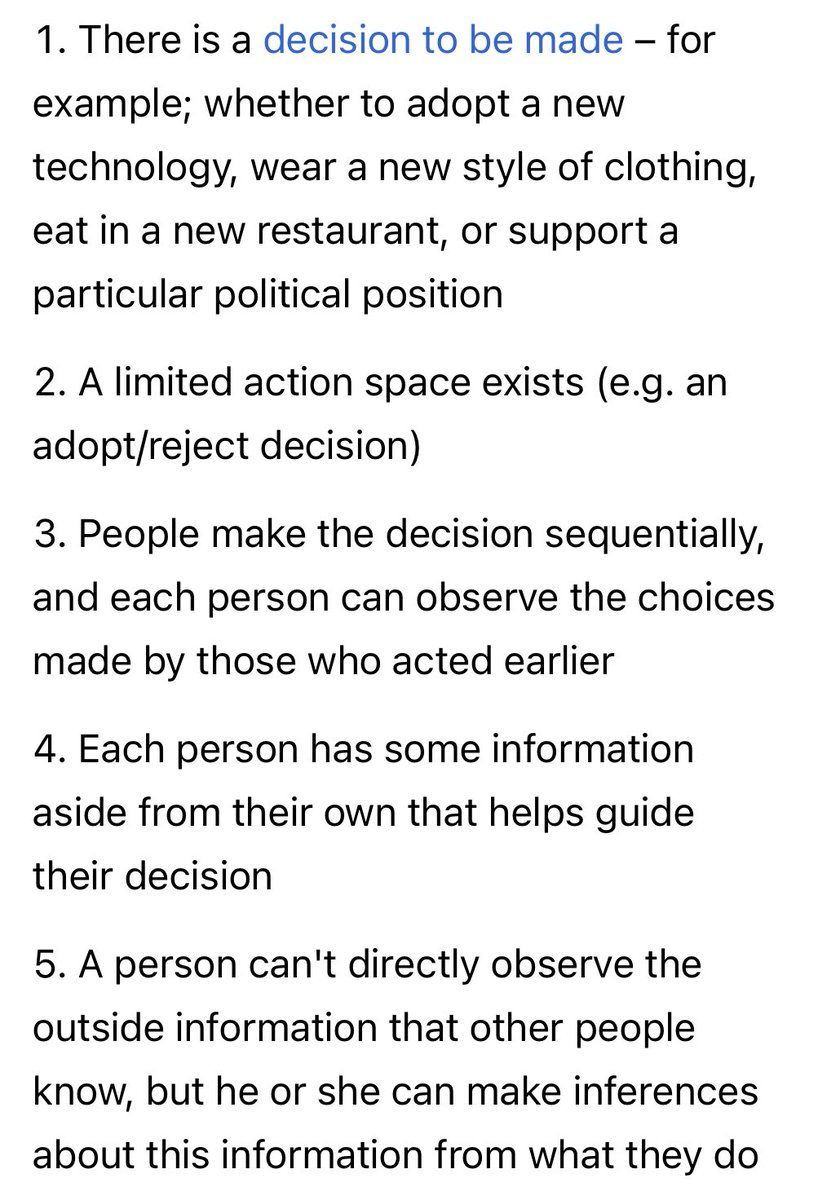 1. There is a decision to be made – for
example; whether to adopt a new
technology, wear a new style of clothing,
eat in a new restaurant, or support a
particular political position
2. A limited action space exists (e.g. an
adopt/reject decision)
3. People make the decision sequentially,
and each person can observe the choices
made by those who acted earlier
4. Each person has some information
aside from their own that helps guide
their decision
5. A person can't directly observe the
outside information that other people
know, but he or she can make inferences
about this information from what they do